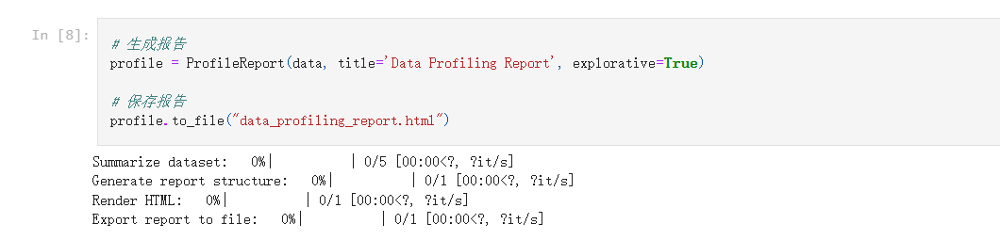 In [8]:
# 生成报告
profile = ProfileReport(data, title='Data Profiling Report', explorative=True)
# 保存报告
profile.to_file("data_profiling_report.html")
Summarize dataset:   0%|          | 0/5 [00:00<?, ?it/s]
Generate report structure:   0%|          | 0/1 [00:00<?, ?it/s]
Render HTML:   0%|          | 0/1 [00:00<?, ?it/s]
Export report to file:   0%|          | 0/1 [00:00<?, ?it/s]